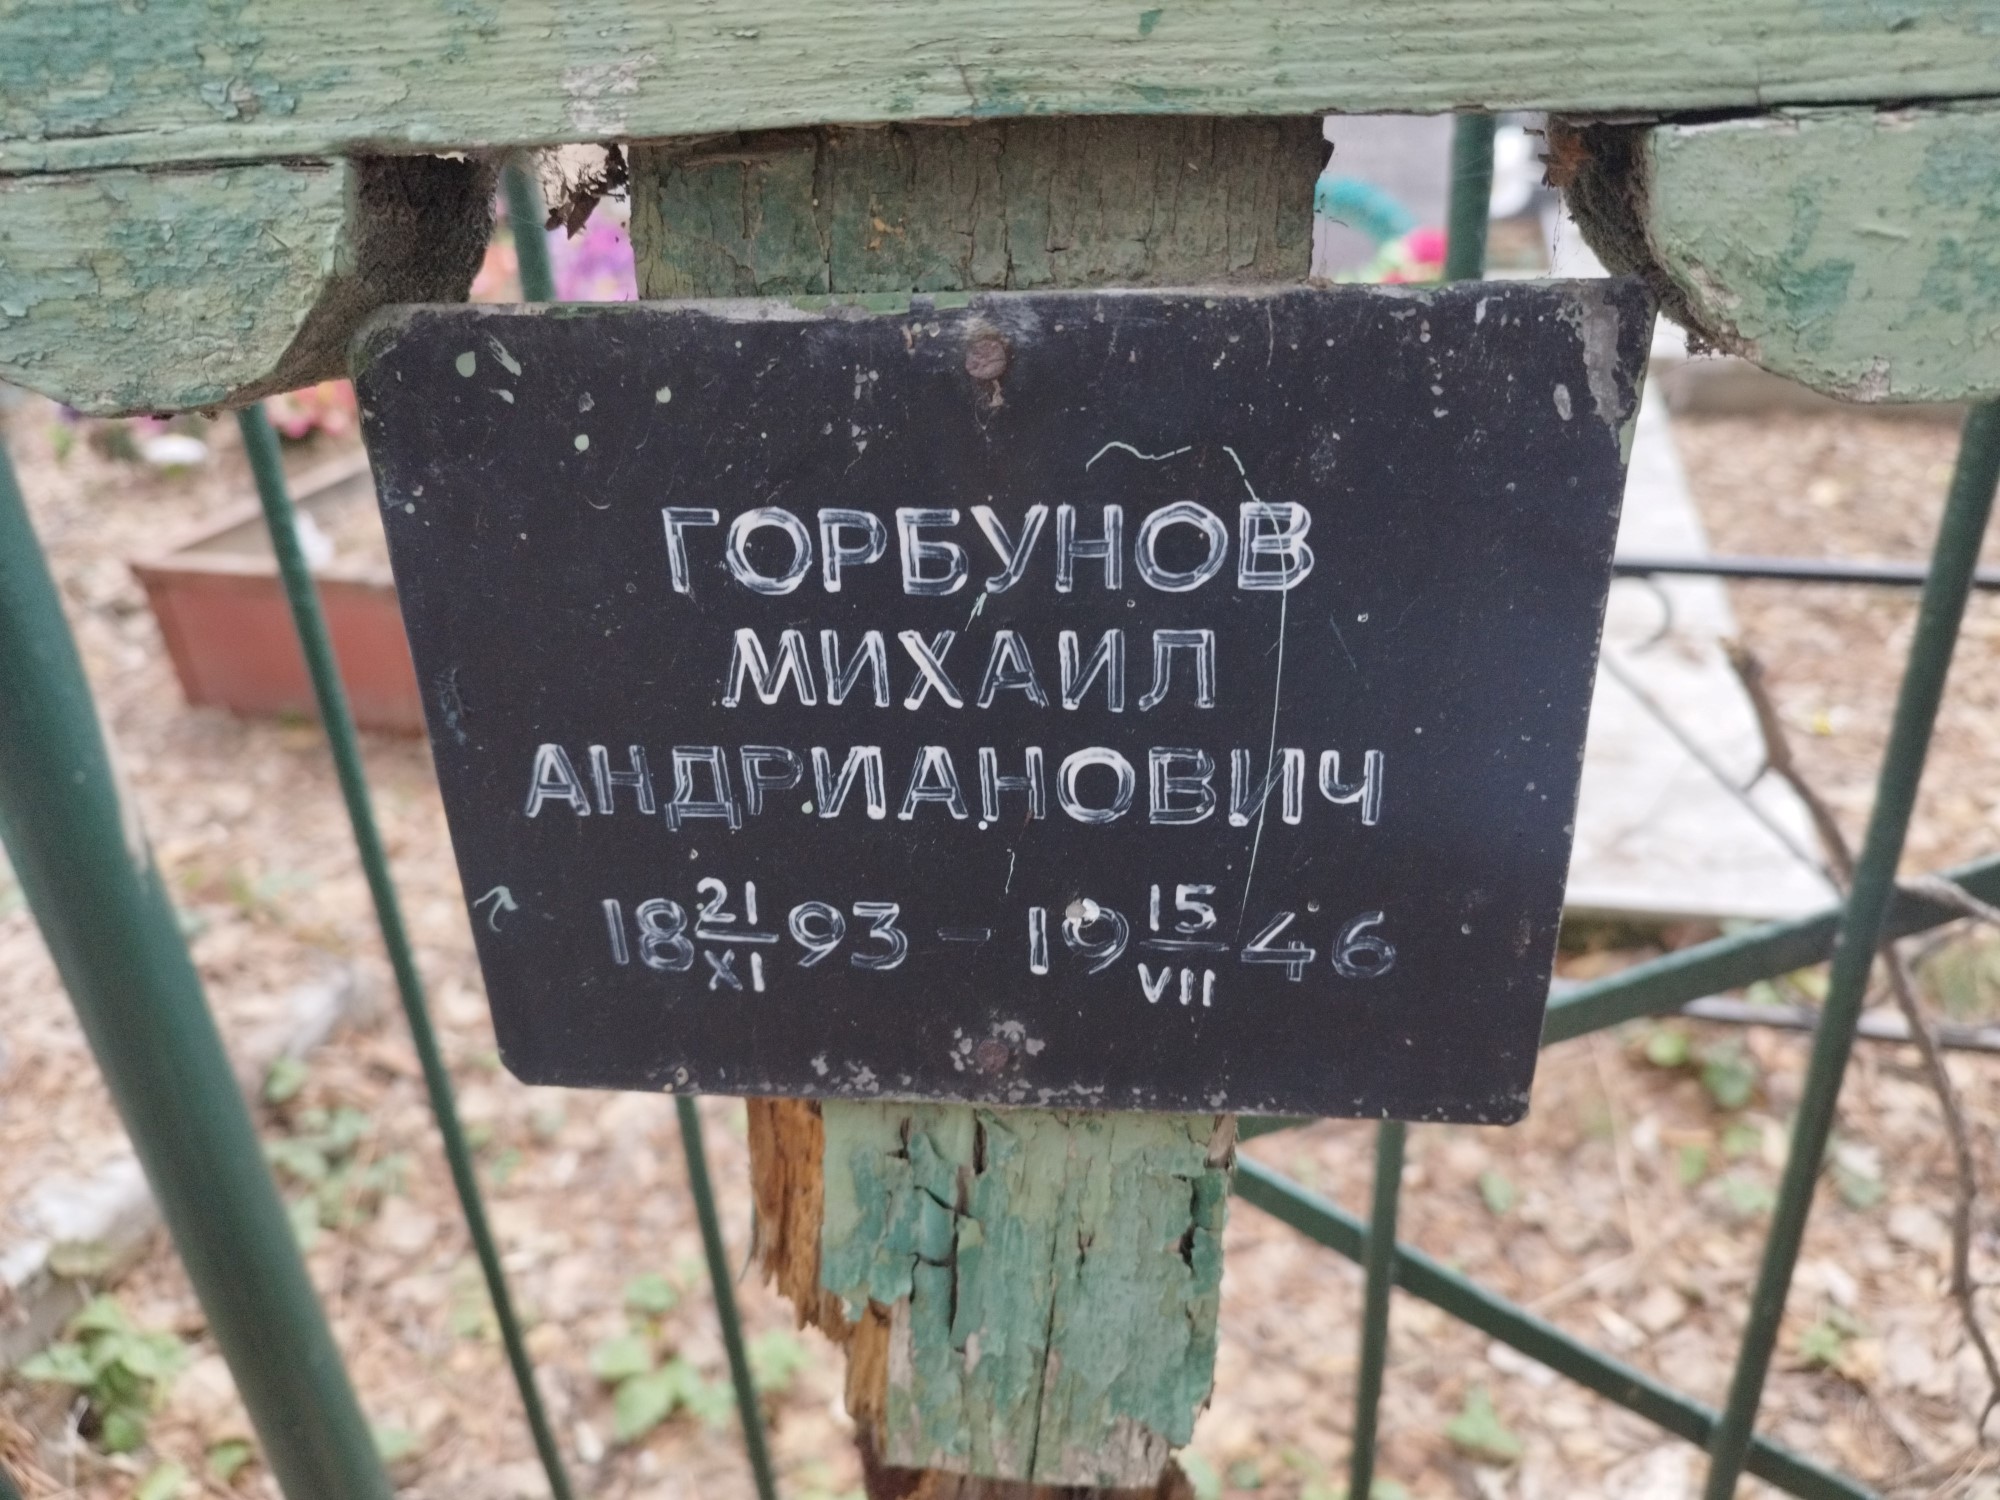 ГОРБУНОВ
МИХАИЛ
АНДРИАНОВИЧ
18 21/XI 93 - 19 15/VII 46